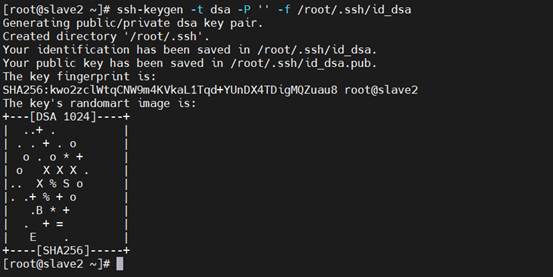 [root@slave2 ~]# ssh-keygen -t dsa -P '' -f /root/.ssh/id_dsa
Generating public/private dsa key pair.
Created directory '/root/.ssh'.
Your identification has been saved in /root/.ssh/id_dsa.
Your public key has been saved in /root/.ssh/id_dsa.pub.
The key fingerprint is:
SHA256:kwo2zclWtqCNW9m4KVkaL1Tqd+YUnDX4TDigMQZuau8 root@slave2
The key's randomart image is:
+---[DSA 1024]----+
|  ..+ .          |
| . . + . o       |
|  o . o * +      |
| o   X X X .     |
|..  X % S o      |
|. .+ % + o       |
|   .B * +        |
|  .  + =         |
|   E    .        |
+----[SHA256]-----+
[root@slave2 ~]#